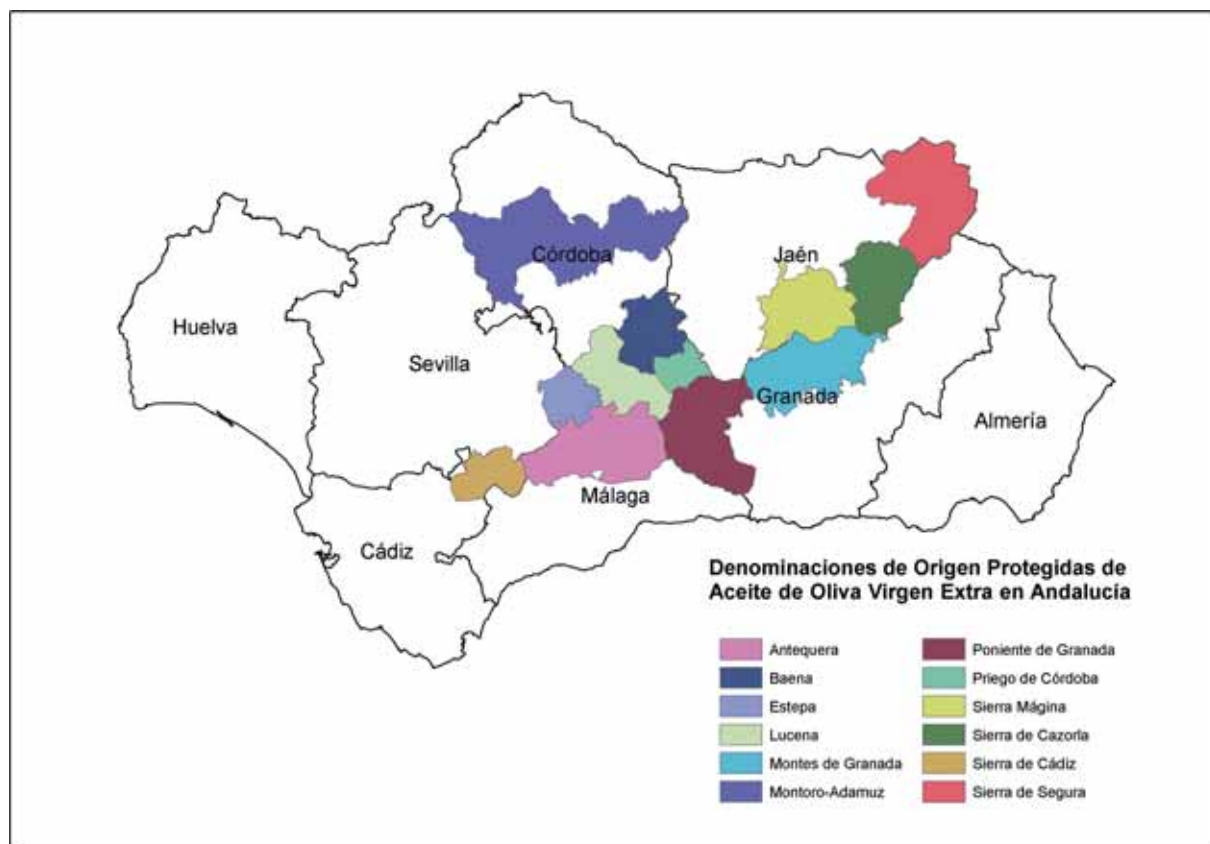 Córdoba
Jaén
Huelva
Sevilla
Granada
Almería
Málaga
Cádiz
Denominaciones de Origen Protegidas de
Aceite de Oliva Virgen Extra en Andalucía
Antequera
Baena
Estepa
Lucena
Montes de Granada
Montoro-Adamuz
Poniente de Granada
Priego de Córdoba
Sierra Mágina
Sierra de Cazorla
Sierra de Cádiz
Sierra de Segura